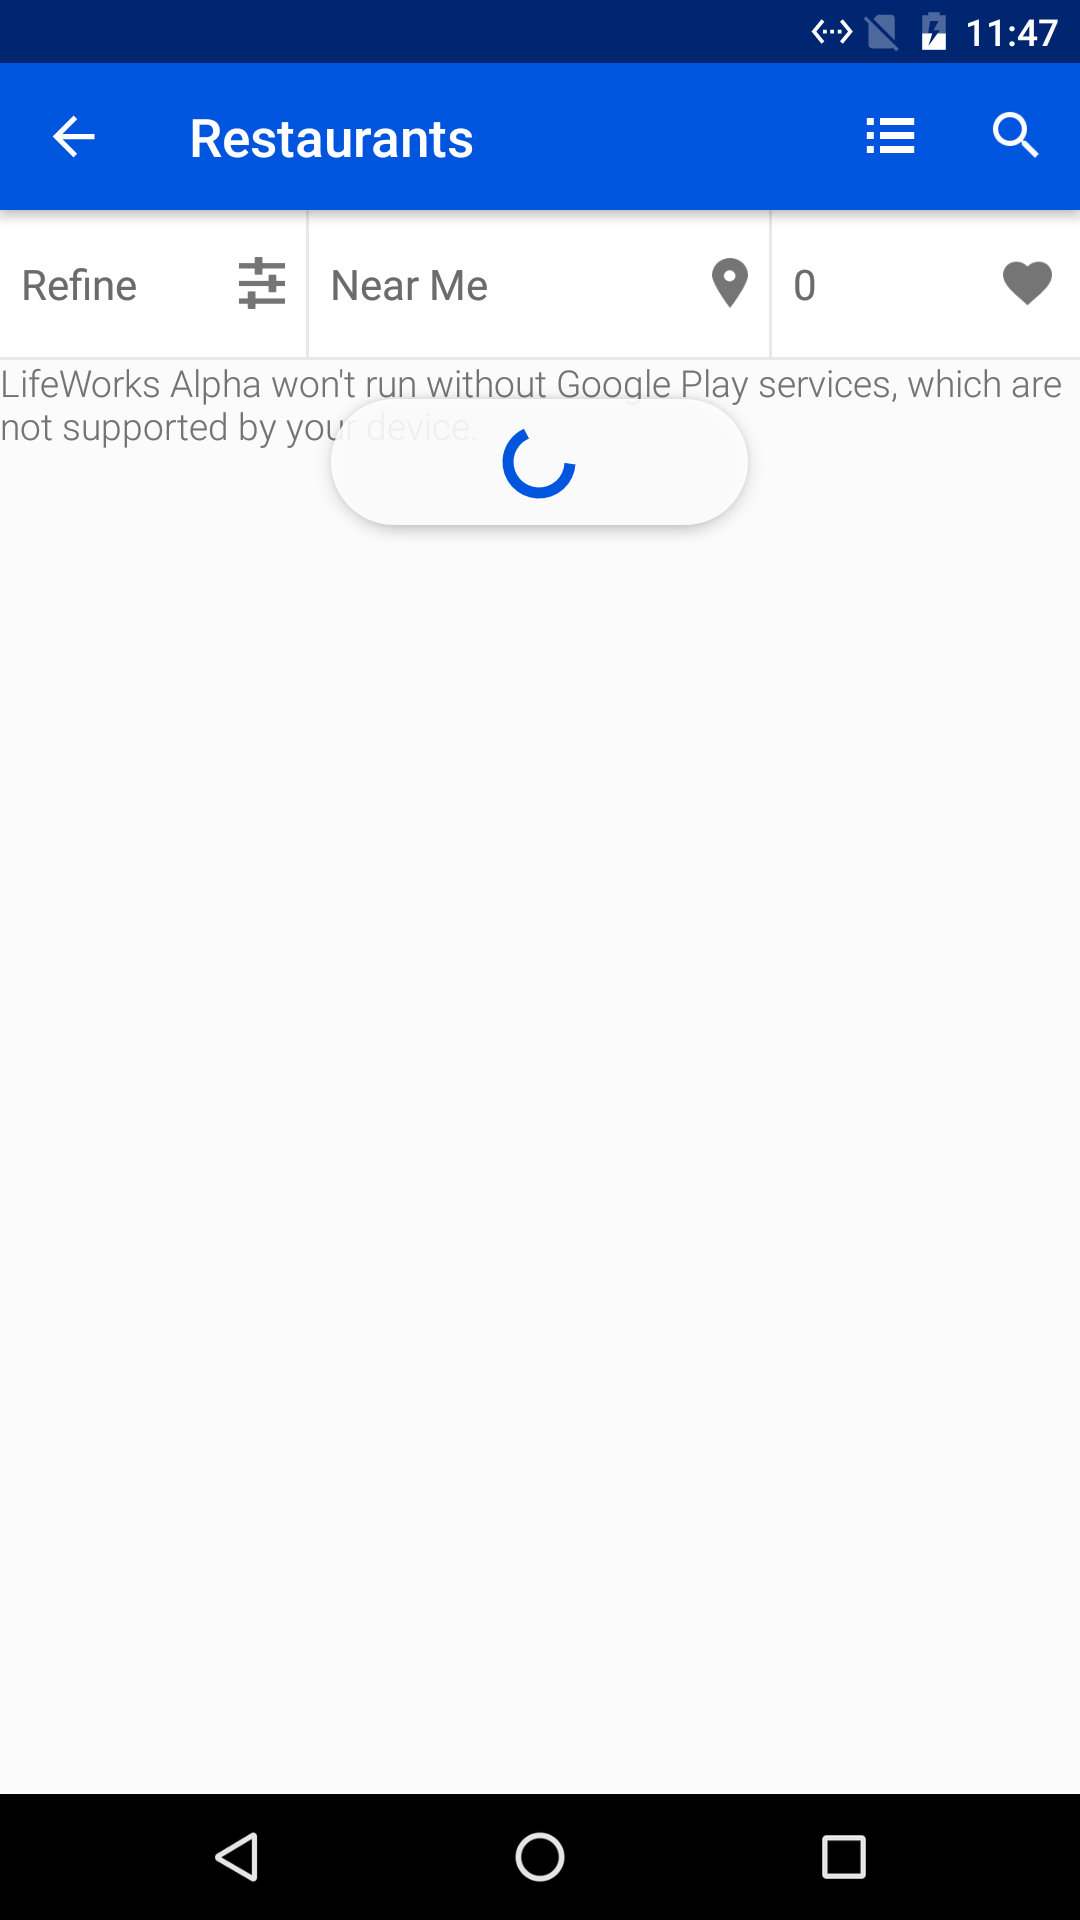 11:47
Restaurants
Refine
Near Me
0
LifeWorks Alpha won't run without Google Play services, which are
not supported by your device.